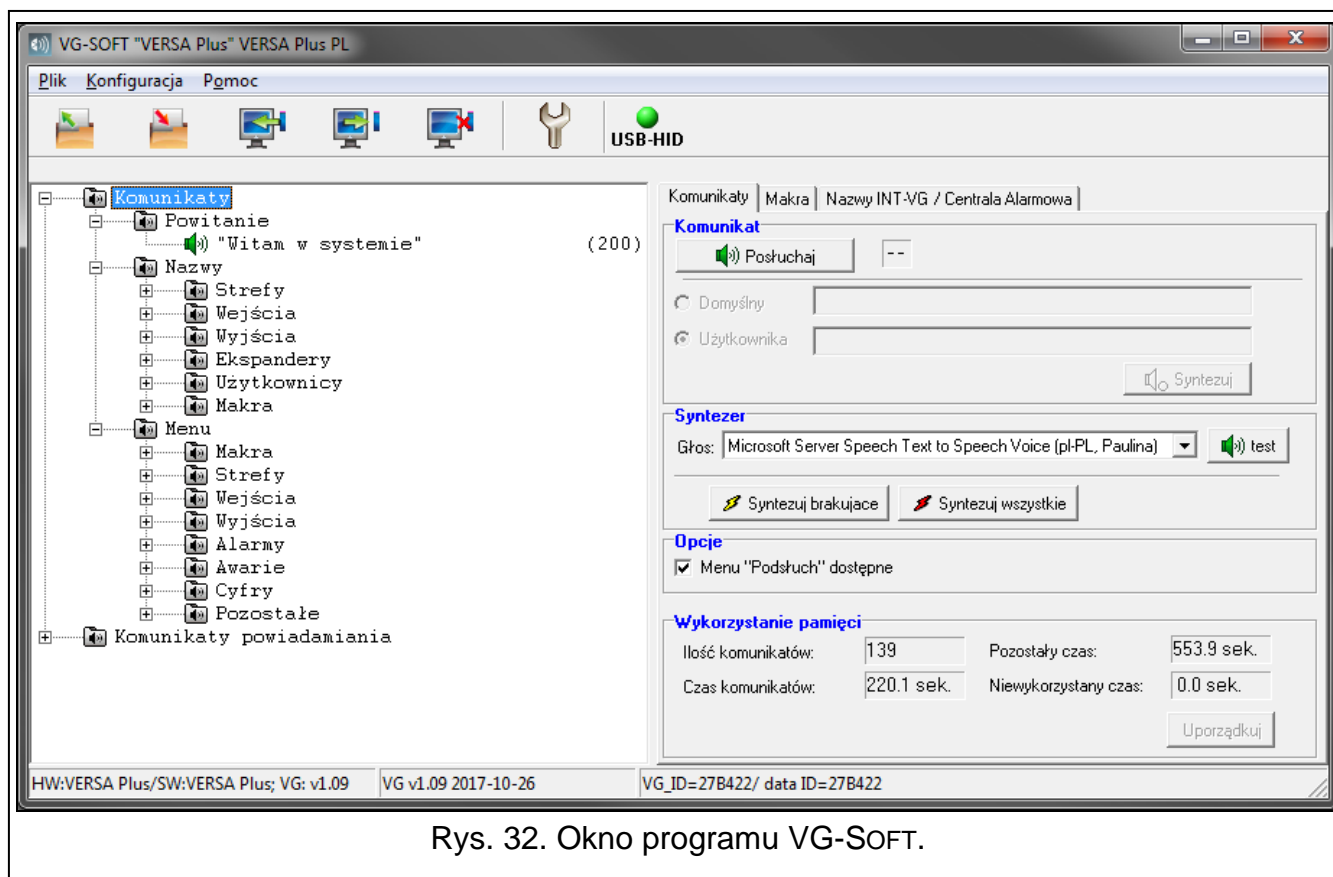 VG-SOFT "VERSA Plus" VERSA Plus PL
Plik Konfiguracja Pomoc
USB-HID
Komunikaty
Powitanie
"Witam w systemie" (200)
Nazwy
Strefy
Wejścia
Wyjścia
Ekspandery
Użytkownicy
Makra
Menu
Makra
Strefy
Wejścia
Wyjścia
Alarmy
Awarie
Cyfry
Pozostałe
Komunikaty powiadamiania
Komunikaty Makra Nazwy INT-VG / Centrala Alarmowa
Komunikat
Posłuchaj --
Domyślny
Użytkownika
Syntezuj
Syntezer
Głos: Microsoft Server Speech Text to Speech Voice (pl-PL, Paulina) test
Syntezuj brakujace Syntezuj wszystkie
Opcje
Menu "Podsłuch" dostępne
Wykorzystanie pamięci
Ilość komunikatów: 139 Pozostały czas: 553.9 sek.
Czas komunikatów: 220.1 sek. Niewykorzystany czas: 0.0 sek.
Uporządkuj
HW:VERSA Plus/SW:VERSA Plus; VG: v1.09 VG v1.09 2017-10-26 VG_ID=27B422/ data ID=27B422
Rys. 32. Okno programu VG-SOFT.